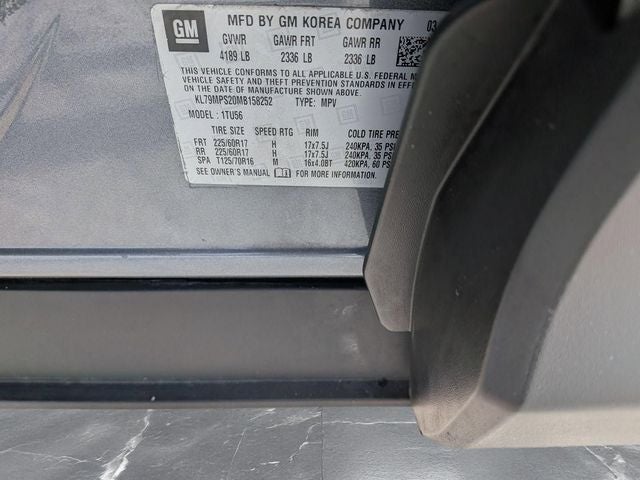 GM
MFD BY GM KOREA COMPANY 03
GVWR GAWR FRT GAWR RR
4189 LB 2336 LB 2336 LB
THIS VEHICLE CONFORMS TO ALL APPLICABLE U.S. FEDERAL
VEHICLE SAFETY AND THEFT PREVENTION STANDARDS IN EFF
ON THE DATE OF MANUFACTURE SHOWN ABOVE.
KL79MPS20MB158252 TYPE: MPV
MODEL : 1TU56
TIRE SIZE SPEED RTG RIM COLD TIRE PR
FRT 225/60R17 H 17x7.5J 240KPA, 35 PS
RR 225/60R17 H 17x7.5J 240KPA, 35 PS
SPA T125/70R16 M 16x4.0BT 420KPA, 60 PS
SEE OWNER'S MANUAL FOR MORE INFORMATION.